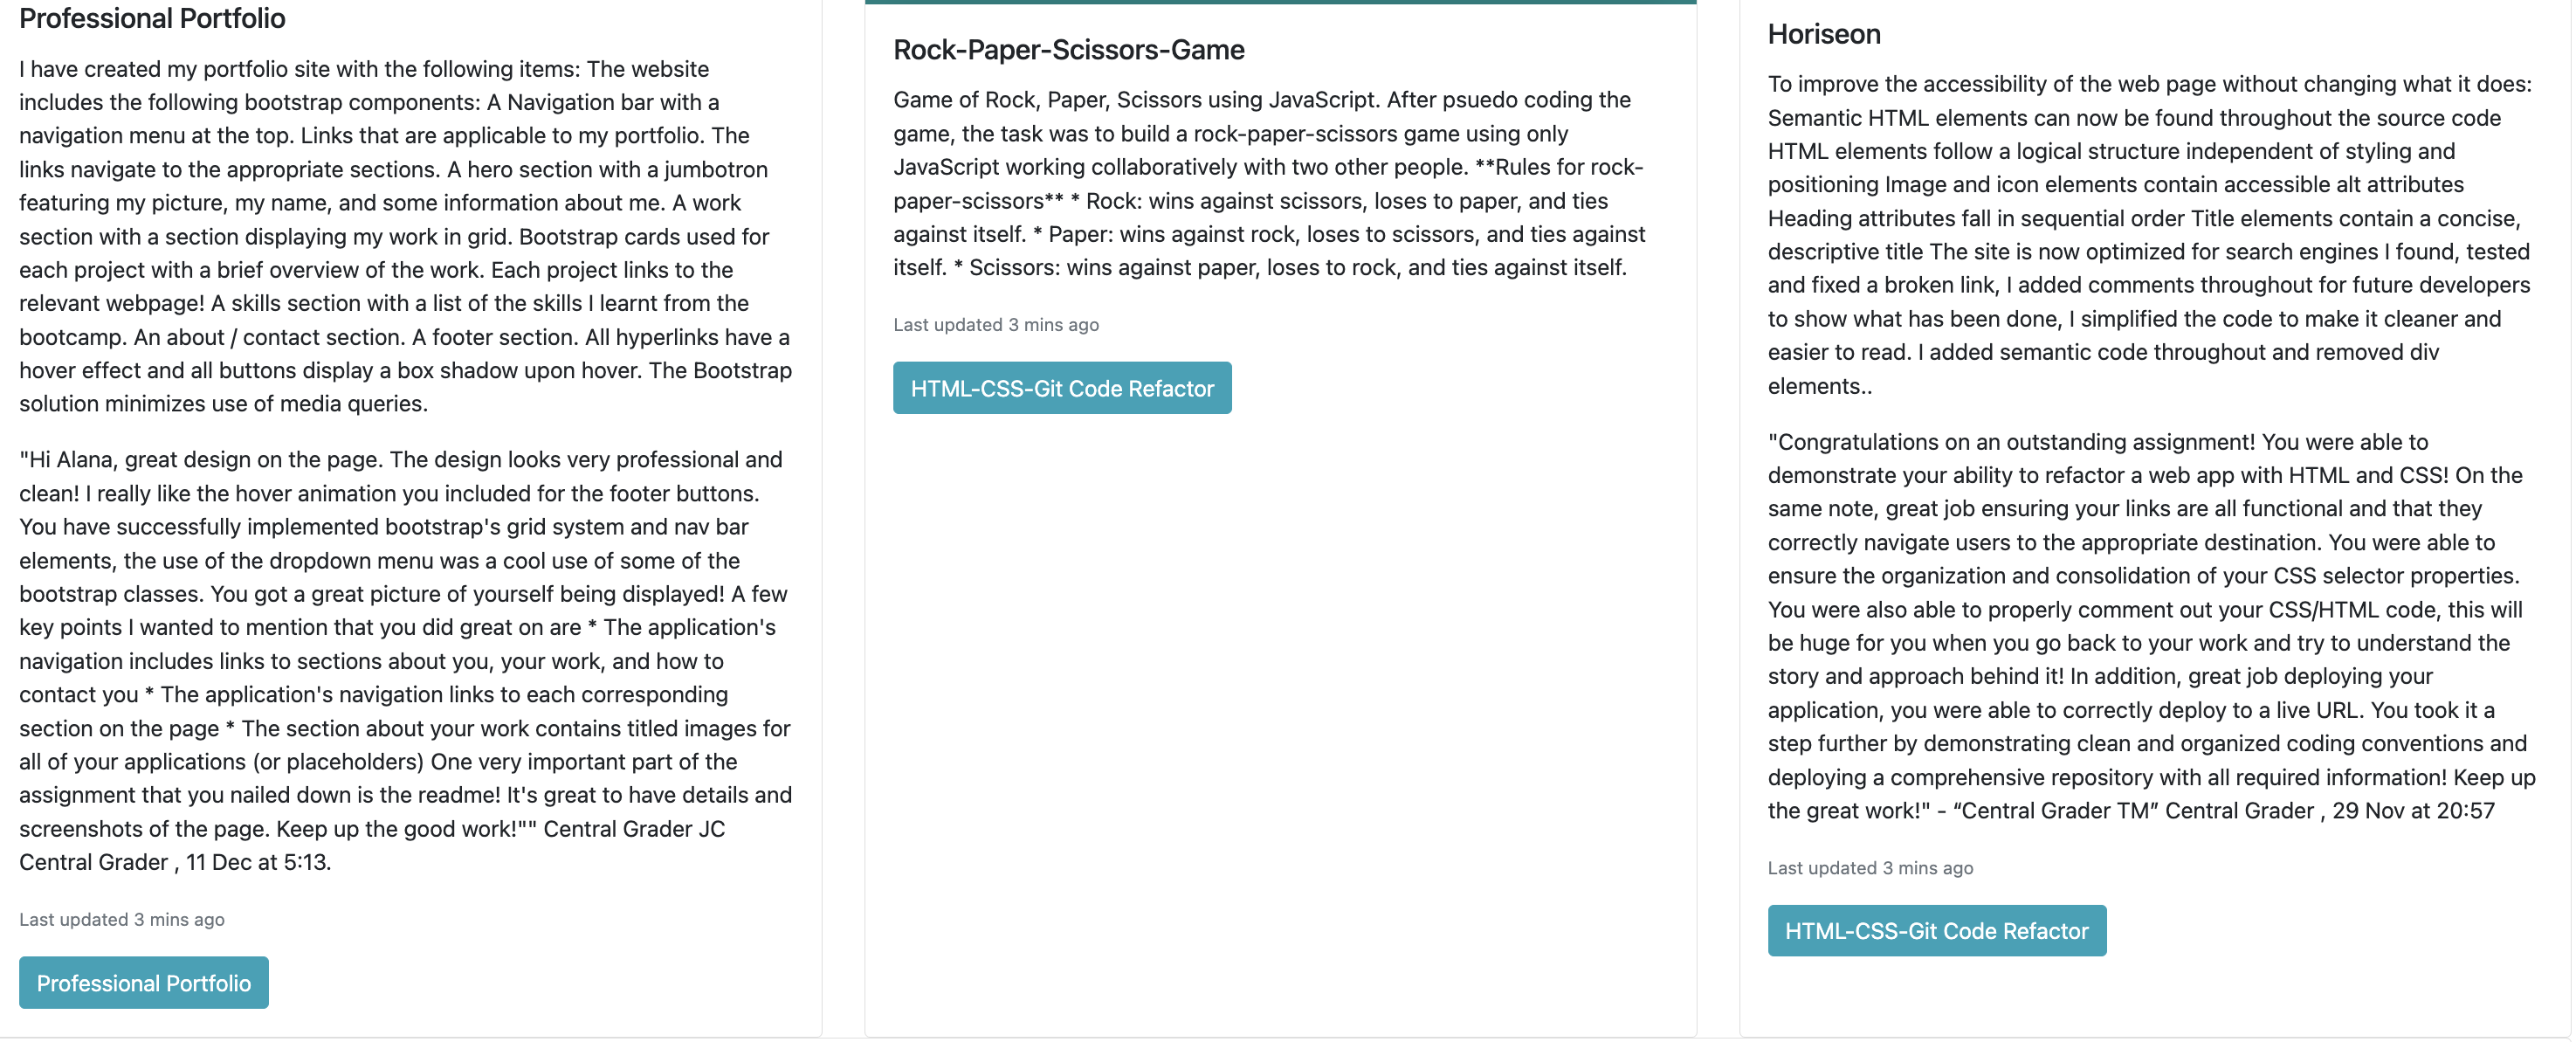 Professional Portfolio
I have created my portfolio site with the following items: The website
includes the following bootstrap components: A Navigation bar with a
navigation menu at the top. Links that are applicable to my portfolio. The
links navigate to the appropriate sections. A hero section with a jumbotron
featuring my picture, my name, and some information about me. A work
section with a section displaying my work in grid. Bootstrap cards used for
each project with a brief overview of the work. Each project links to the
relevant webpage! A skills section with a list of the skills I learnt from the
bootcamp. An about / contact section. A footer section. All hyperlinks have a
hover effect and all buttons display a box shadow upon hover. The Bootstrap
solution minimizes use of media queries.
"Hi Alana, great design on the page. The design looks very professional and
clean! I really like the hover animation you included for the footer buttons.
You have successfully implemented bootstrap's grid system and nav bar
elements, the use of the dropdown menu was a cool use of some of the
bootstrap classes. You got a great picture of yourself being displayed! A few
key points I wanted to mention that you did great on are * The application's
navigation includes links to sections about you, your work, and how to
contact you * The application's navigation links to each corresponding
section on the page * The section about your work contains titled images for
all of your applications (or placeholders) One very important part of the
assignment that you nailed down is the readme! It's great to have details and
screenshots of the page. Keep up the good work!"" Central Grader JC
Central Grader , 11 Dec at 5:13.
Last updated 3 mins ago
Professional Portfolio
Rock-Paper-Scissors-Game
Game of Rock, Paper, Scissors using JavaScript. After psuedo coding the
game, the task was to build a rock-paper-scissors game using only
JavaScript working collaboratively with two other people. **Rules for rock-
paper-scissors** * Rock: wins against scissors, loses to paper, and ties
against itself. * Paper: wins against rock, loses to scissors, and ties against
itself. * Scissors: wins against paper, loses to rock, and ties against itself.
Last updated 3 mins ago
HTML-CSS-Git Code Refactor
Horiseon
To improve the accessibility of the web page without changing what it does:
Semantic HTML elements can now be found throughout the source code
HTML elements follow a logical structure independent of styling and
positioning Image and icon elements contain accessible alt attributes
Heading attributes fall in sequential order Title elements contain a concise,
descriptive title The site is now optimized for search engines I found, tested
and fixed a broken link, I added comments throughout for future developers
to show what has been done, I simplified the code to make it cleaner and
easier to read. I added semantic code throughout and removed div
elements..
"Congratulations on an outstanding assignment! You were able to
demonstrate your ability to refactor a web app with HTML and CSS! On the
same note, great job ensuring your links are all functional and that they
correctly navigate users to the appropriate destination. You were able to
ensure the organization and consolidation of your CSS selector properties.
You were also able to properly comment out your CSS/HTML code, this will
be huge for you when you go back to your work and try to understand the
story and approach behind it! In addition, great job deploying your
application, you were able to correctly deploy to a live URL. You took it a
step further by demonstrating clean and organized coding conventions and
deploying a comprehensive repository with all required information! Keep up
the great work!" - “Central Grader TM” Central Grader , 29 Nov at 20:57
Last updated 3 mins ago
HTML-CSS-Git Code Refactor